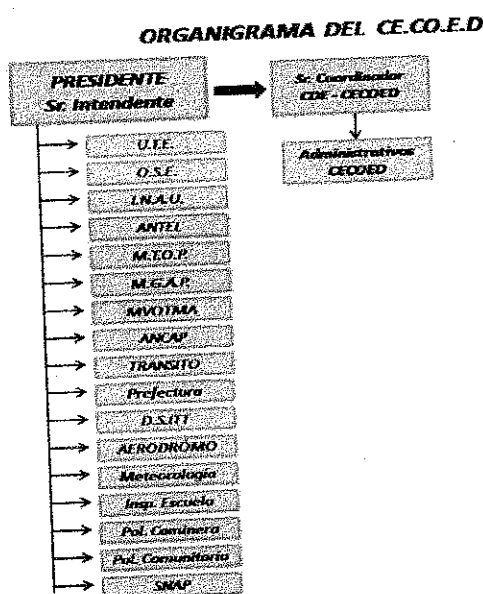 ORGANIGRAMA DEL CE.CO.E.D
PRESIDENTE
Sr. Intendente
Sr. Coordinador
CDE - CECOED
Administrativos
CECOED
U.T.E.
O.S.E.
I.N.A.U.
ANTEL
M.T.O.P.
M.G.A.P.
MVOTMA
ANCAP
TRANSITO
Prefectura
AERODROMO
Meteorología
Insp. Escuela
Pol. Caminera
Pol. Comunitaria
SNAP